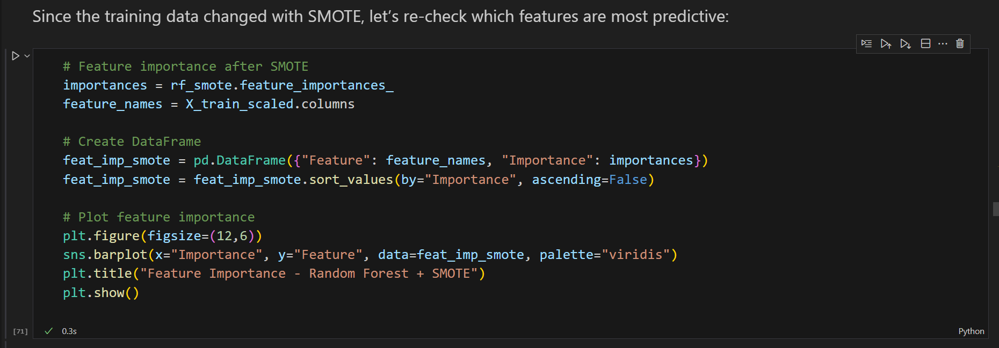 Since the training data changed with SMOTE, let’s re-check which features are most predictive:
# Feature importance after SMOTE
importances = rf_smote.feature_importances_
feature_names = X_train_scaled.columns
# Create DataFrame
feat_imp_smote = pd.DataFrame({"Feature": feature_names, "Importance": importances})
feat_imp_smote = feat_imp_smote.sort_values(by="Importance", ascending=False)
# Plot feature importance
plt.figure(figsize=(12,6))
sns.barplot(x="Importance", y="Feature", data=feat_imp_smote, palette="viridis")
plt.title("Feature Importance - Random Forest + SMOTE")
plt.show()
[71] 0.3s Python